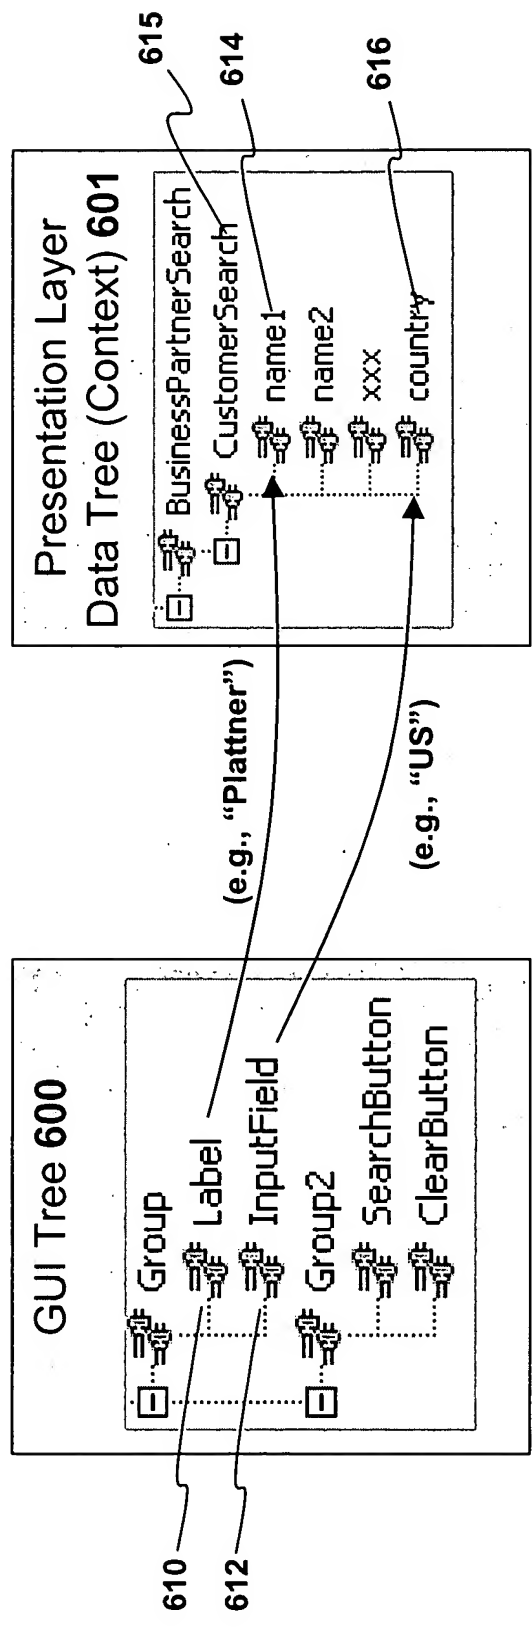 GUI Tree 600
Group
Label
InputField
Group2
SearchButton
ClearButton
610
612
(e.g., “Plattner”)
(e.g., “US”)
Presentation Layer
Data Tree (Context) 601
BusinessPartnerSearch
CustomerSearch
name1
name2
xxx
country
615
614
616